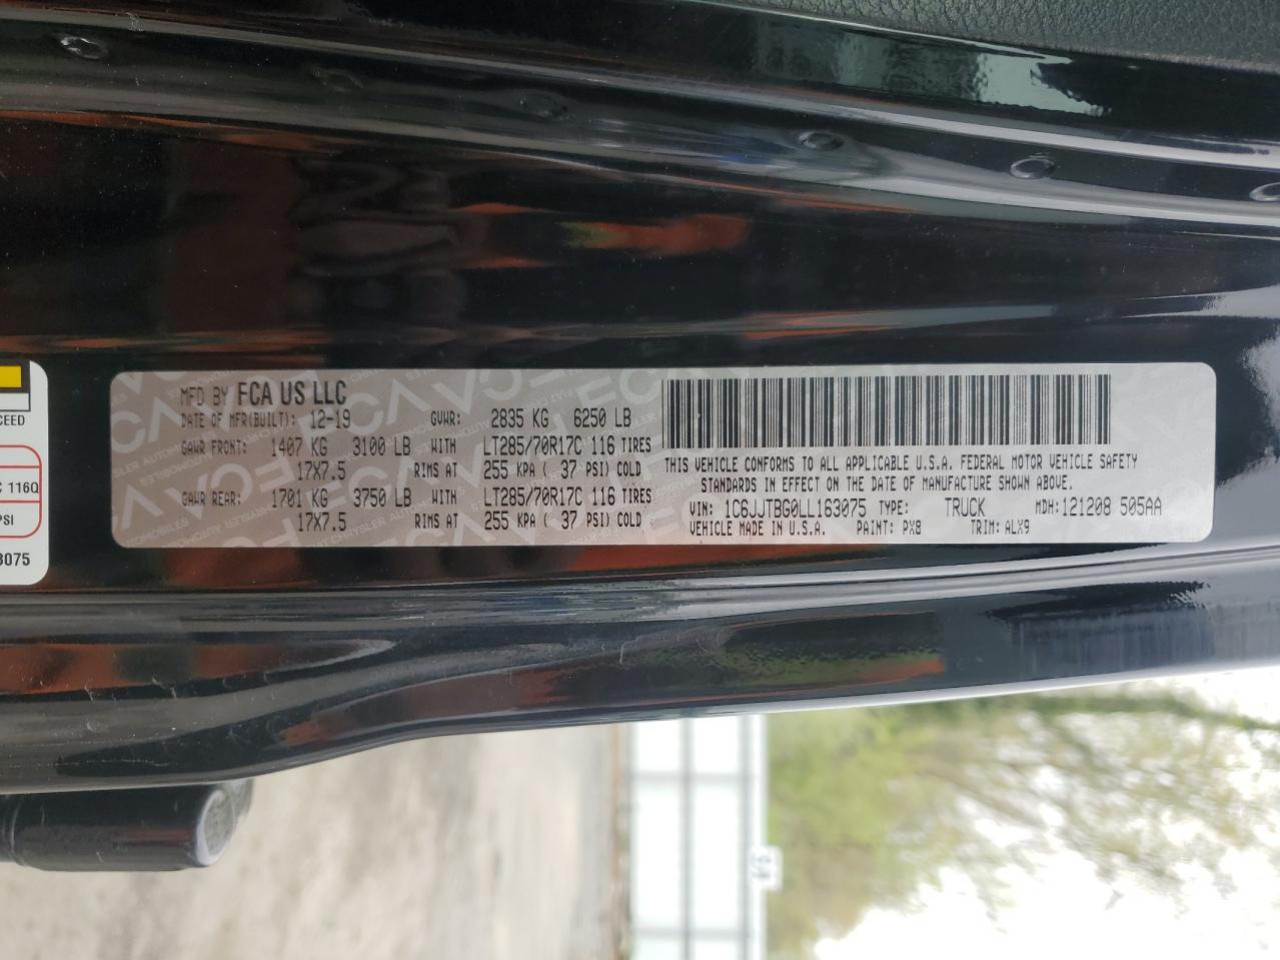 MFD BY FCA US LLC
DATE OF MFR(BUILT): 12-19 GVWR: 2835 KG 6250 LB
GAWR FRONT: 1407 KG 3100 LB WITH LT285/70R17C 116 TIRES
17X7.5 RIMS AT 255 KPA ( 37 PSI) COLD
GAWR REAR: 1701 KG 3750 LB WITH LT285/70R17C 116 TIRES
17X7.5 RIMS AT 255 KPA ( 37 PSI) COLD
THIS VEHICLE CONFORMS TO ALL APPLICABLE U.S.A. FEDERAL MOTOR VEHICLE SAFETY
STANDARDS IN EFFECT ON THE DATE OF MANUFACTURE SHOWN ABOVE.
VIN: 1C6JJTBG0LL163075 TYPE: TRUCK MDH:121208 505AA
VEHICLE MADE IN U.S.A. PAINT: PX8 TRIM: ALX9
CEED
C 116Q
PSI
3075